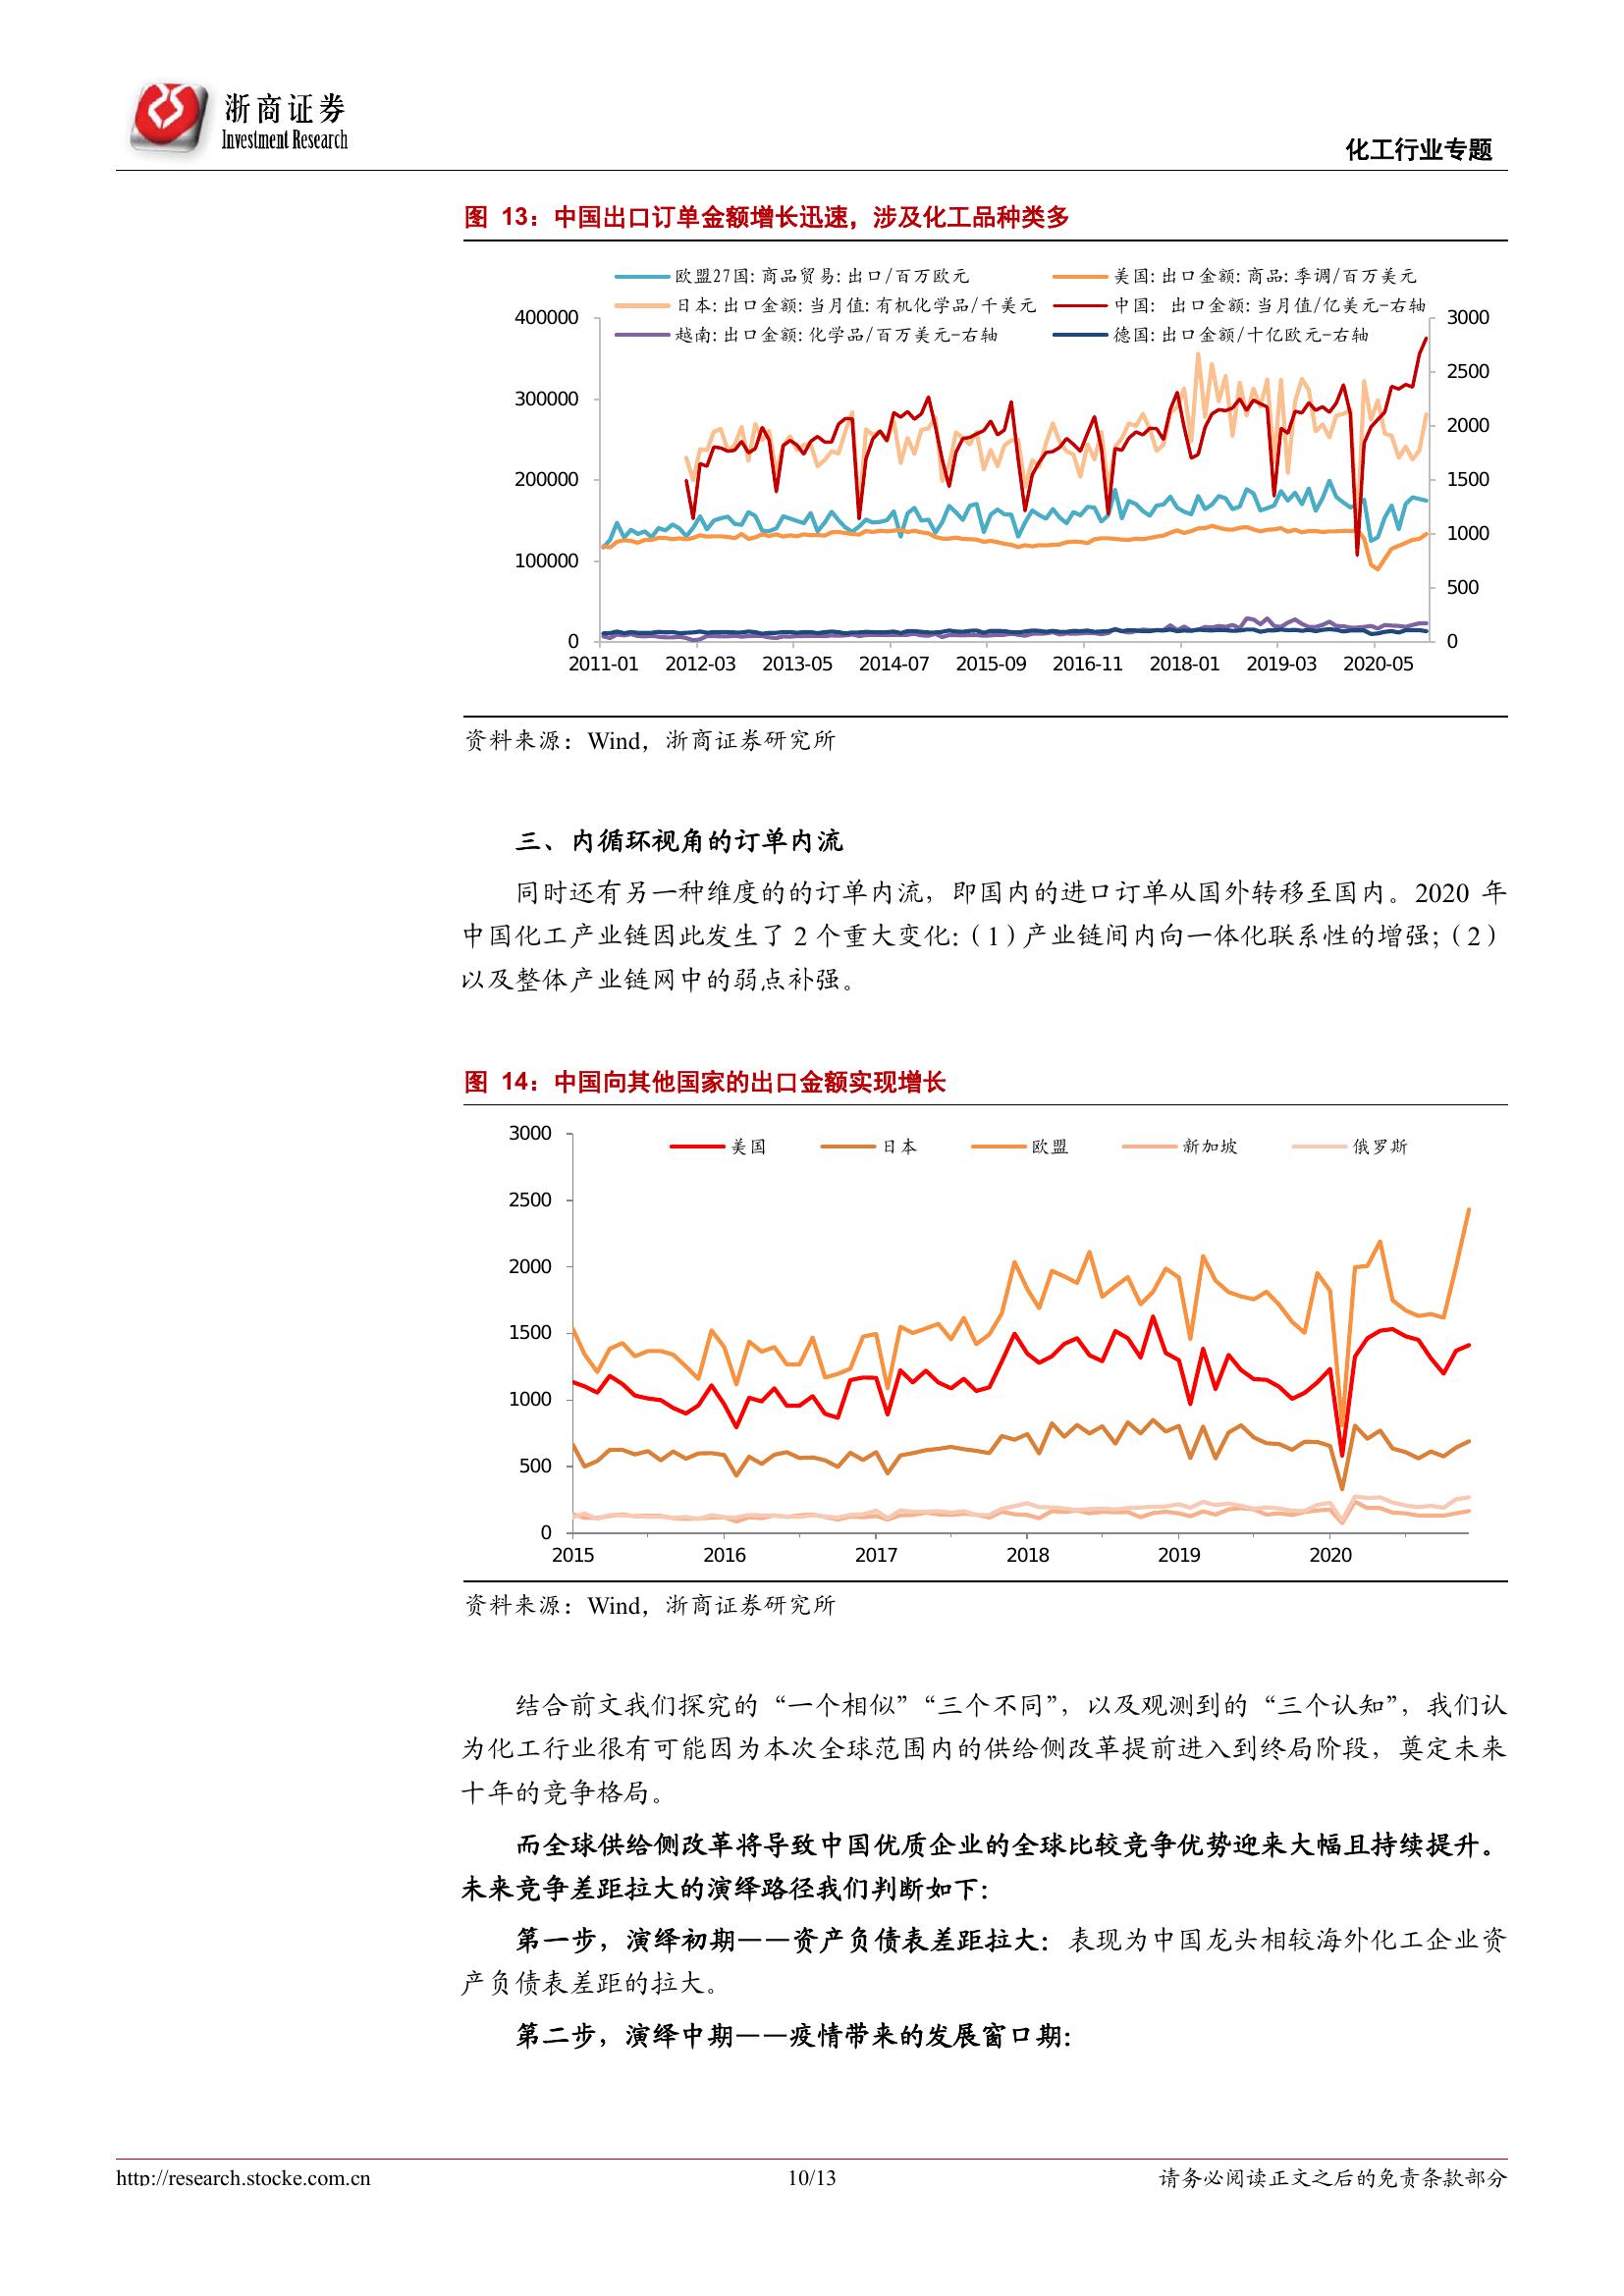 浙商证券
Investment Research
化工行业专题
图 13：中国出口订单金额增长迅速，涉及化工品种类多
欧盟27国: 商品贸易: 出口/百万欧元
美国: 出口金额: 商品: 季调/百万美元
日本: 出口金额: 当月值: 有机化学品/千美元
中国: 出口金额: 当月值/亿美元-右轴
越南: 出口金额: 化学品/百万美元-右轴
德国: 出口金额/十亿欧元-右轴
400000
300000
200000
100000
0
3000
2500
2000
1500
1000
500
0
2011-01 2012-03 2013-05 2014-07 2015-09 2016-11 2018-01 2019-03 2020-05
资料来源：Wind，浙商证券研究所
三、内循环视角的订单内流
同时还有另一种维度的的订单内流，即国内的进口订单从国外转移至国内。2020 年
中国化工产业链因此发生了 2 个重大变化:（1）产业链间内向一体化联系性的增强;（2）
以及整体产业链网中的弱点补强。
图 14：中国向其他国家的出口金额实现增长
美国 日本 欧盟 新加坡 俄罗斯
3000
2500
2000
1500
1000
500
0
2015 2016 2017 2018 2019 2020
资料来源：Wind，浙商证券研究所
结合前文我们探究的“一个相似”“三个不同”，以及观测到的“三个认知”，我们认
为化工行业很有可能因为本次全球范围内的供给侧改革提前进入到终局阶段，奠定未来
十年的竞争格局。
而全球供给侧改革将导致中国优质企业的全球比较竞争优势迎来大幅且持续提升。
未来竞争差距拉大的演绎路径我们判断如下：
第一步，演绎初期——资产负债表差距拉大：表现为中国龙头相较海外化工企业资
产负债表差距的拉大。
第二步，演绎中期——疫情带来的发展窗口期：
http://research.stocke.com.cn
10/13
请务必阅读正文之后的免责条款部分